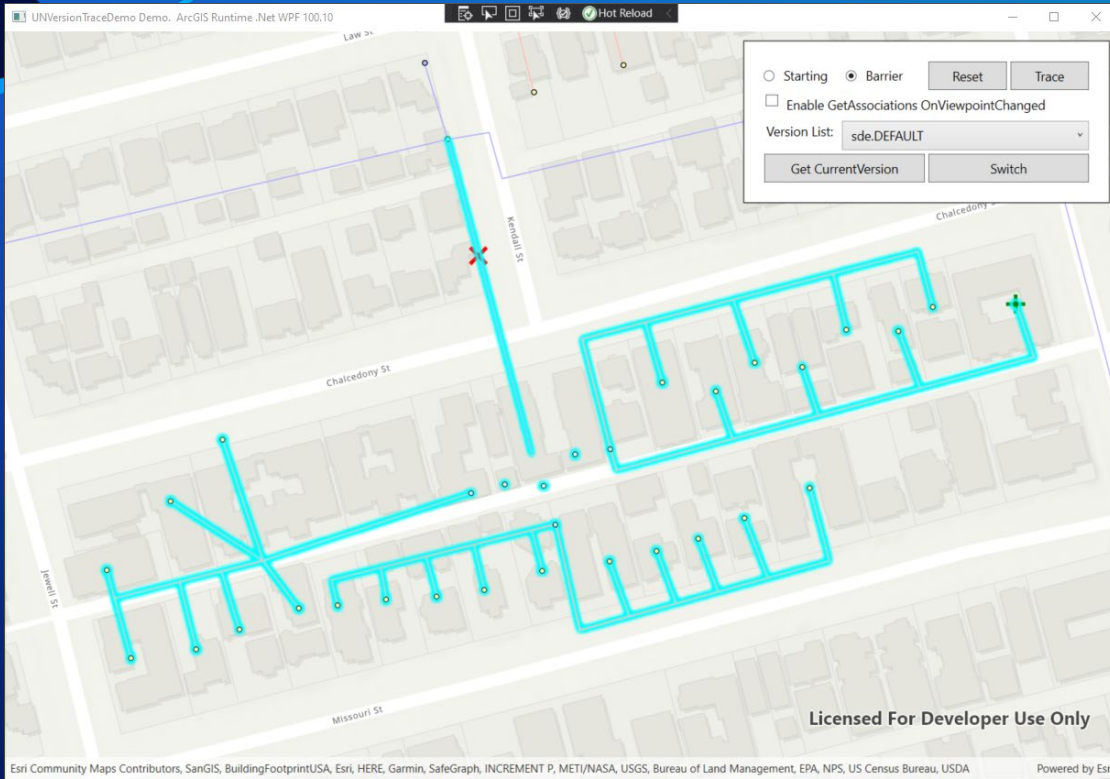 UNVersionTraceDemo Demo. ArcGIS Runtime .Net WPF 100.10
Hot Reload
Law St
Starting
Barrier
Reset
Trace
Enable GetAssociations OnViewpointChanged
Version List:
sde.DEFAULT
Get CurrentVersion
Switch
Kendall St
Chalcedony
Chalcedony St
Jewell St
Missouri St
Licensed For Developer Use Only
Esri Community Maps Contributors, SanGIS, BuildingFootprintUSA, Esri, HERE, Garmin, SafeGraph, INCREMENT P, METI/NASA, USGS, Bureau of Land Management, EPA, NPS, US Census Bureau, USDA
Powered by Esr